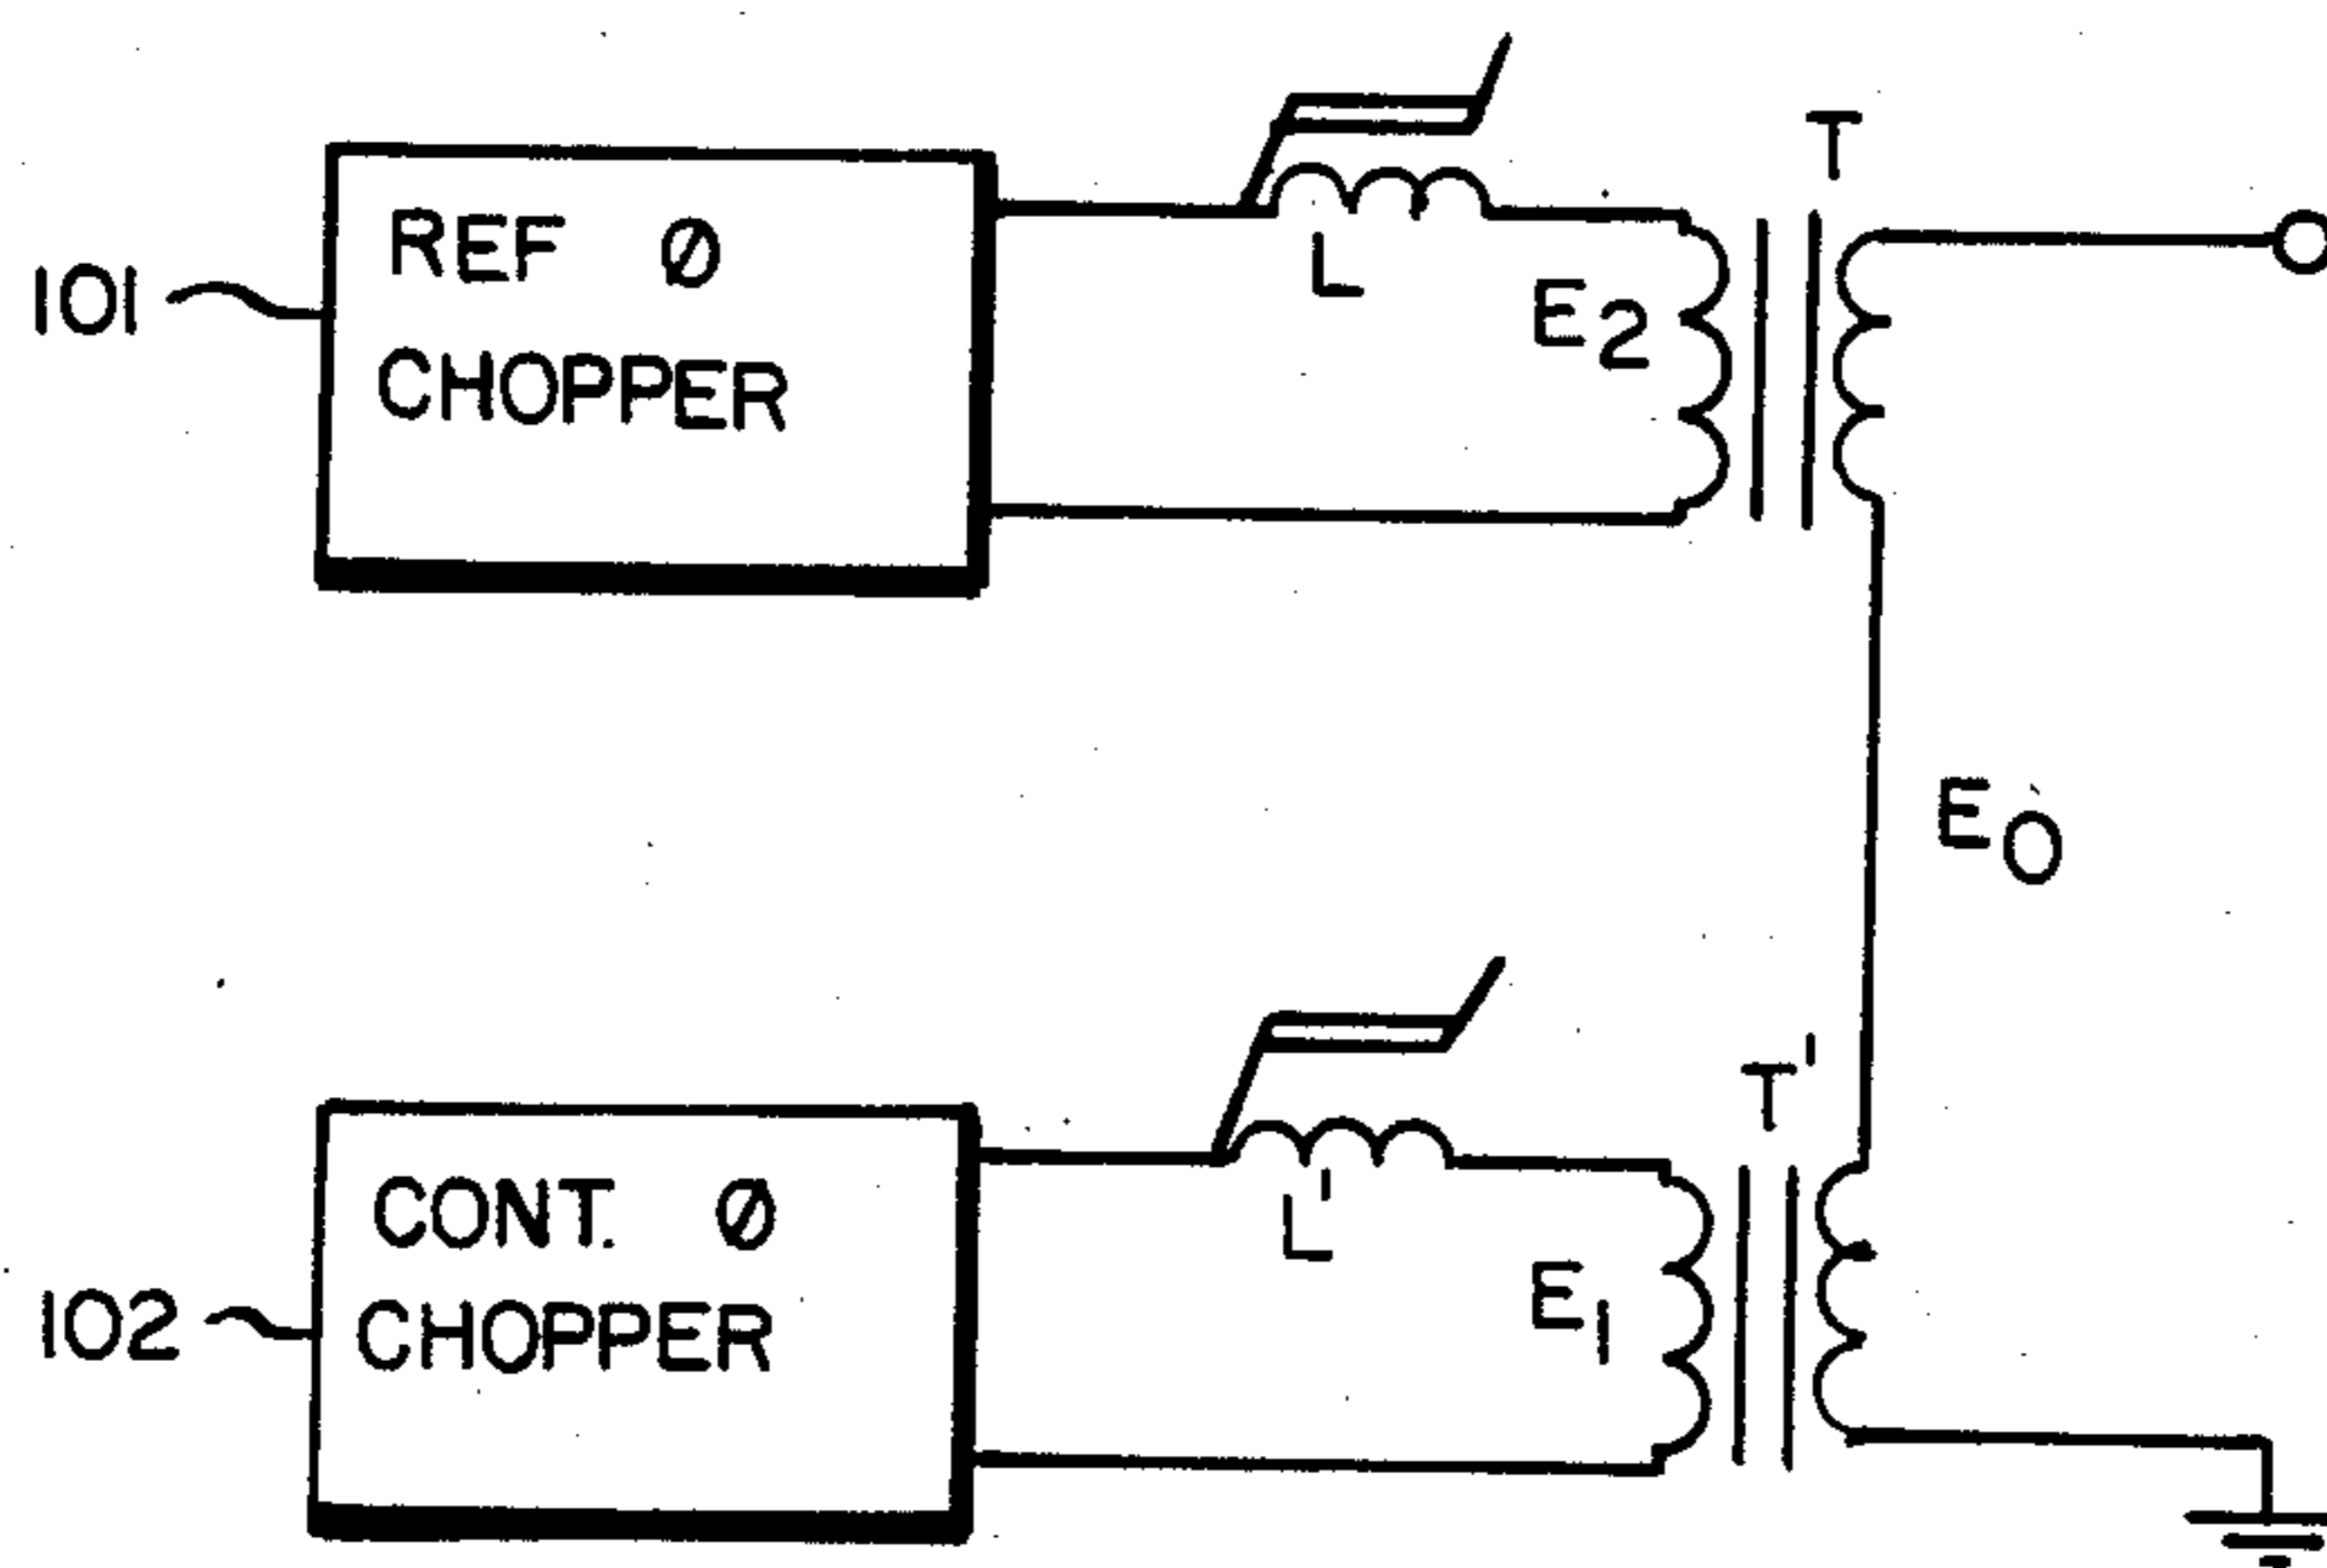 T
REF Ø
L
E2
101
CHOPPER
EO
T'
CONT. Ø
L'
E1
102
CHOPPER